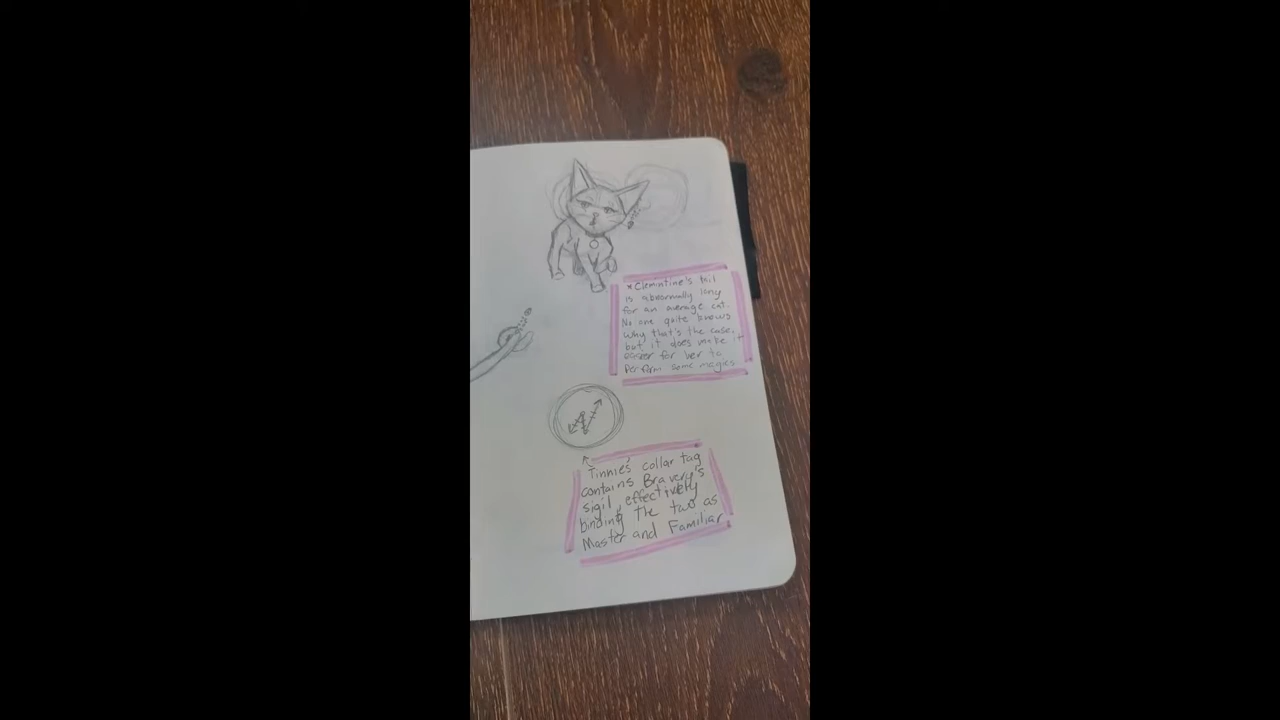 *Clemintine's tail
is abnormally long
for an average cat.
No one quite knows
why that's the case,
but it does make it
easier for her to
perform some magics
Tinnie's collar tag
contains Bravery's
sigil, effectively
binding the two as
Master and Familiar